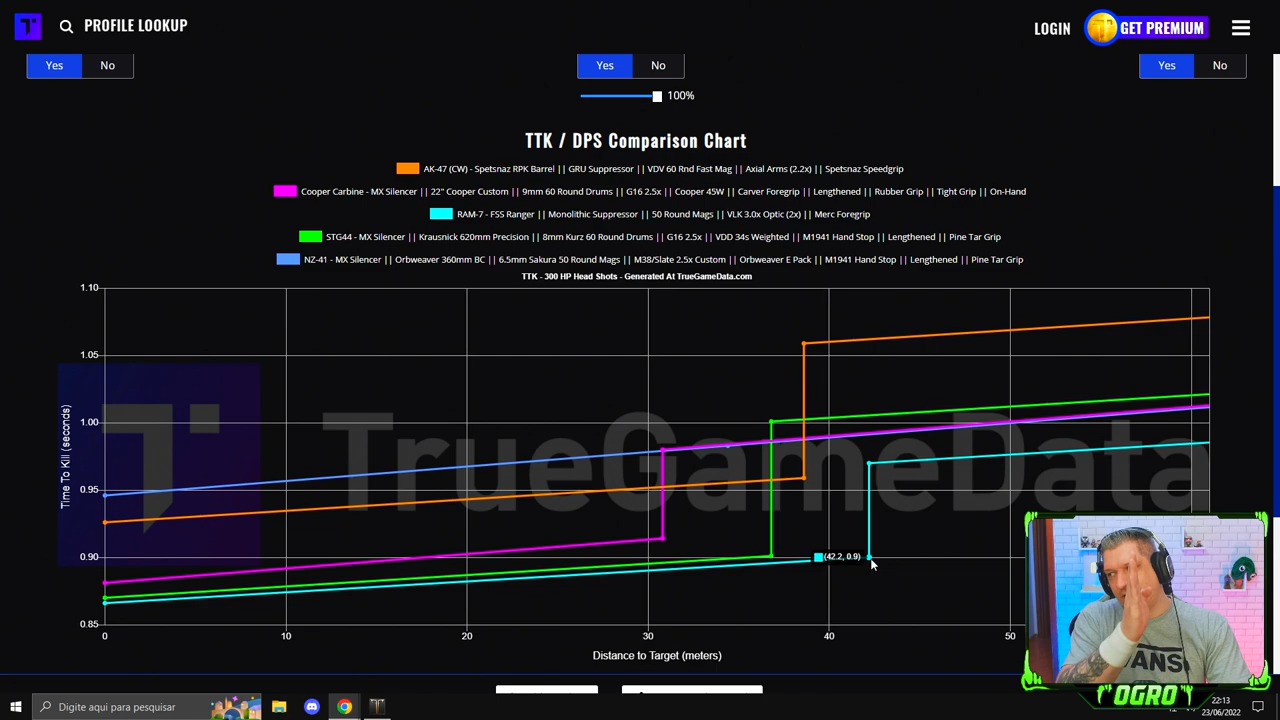 PROFILE LOOKUP
LOGIN
GET PREMIUM
Yes
No
Yes
No
Yes
No
100%
TTK / DPS Comparison Chart
AK-47 (CW) - Spetsnaz RPK Barrel || GRU Suppressor || VDV 60 Rnd Fast Mag || Axial Arms (2.2x) || Spetsnaz Speedgrip
Cooper Carbine - MX Silencer || 22" Cooper Custom || 9mm 60 Round Drums || G16 2.5x || Cooper 45W || Carver Foregrip || Lengthened || Rubber Grip || Tight Grip || On-Hand
RAM-7 - FSS Ranger || Monolithic Suppressor || 50 Round Mags || VLK 3.0x Optic (2x) || Merc Foregrip
STG44 - MX Silencer || Krausnick 620mm Precision || 8mm Kurz 60 Round Drums || G16 2.5x || VDD 34s Weighted || M1941 Hand Stop || Lengthened || Pine Tar Grip
NZ-41 - MX Silencer || Orbweaver 360mm BC || 6.5mm Sakura 50 Round Mags || M38/Slate 2.5x Custom || Orbweaver E Pack || M1941 Hand Stop || Lengthened || Pine Tar Grip
TTK - 300 HP Head Shots - Generated At TrueGameData.com
1.10
1.05
1.00
0.95
0.90
0.85
Time To Kill (seconds)
TrueGameData
(42.2, 0.9)
0
10
20
30
40
50
Distance to Target (meters)
VANS
OGRO
Digite aqui para pesquisar
22:13
23/06/2022